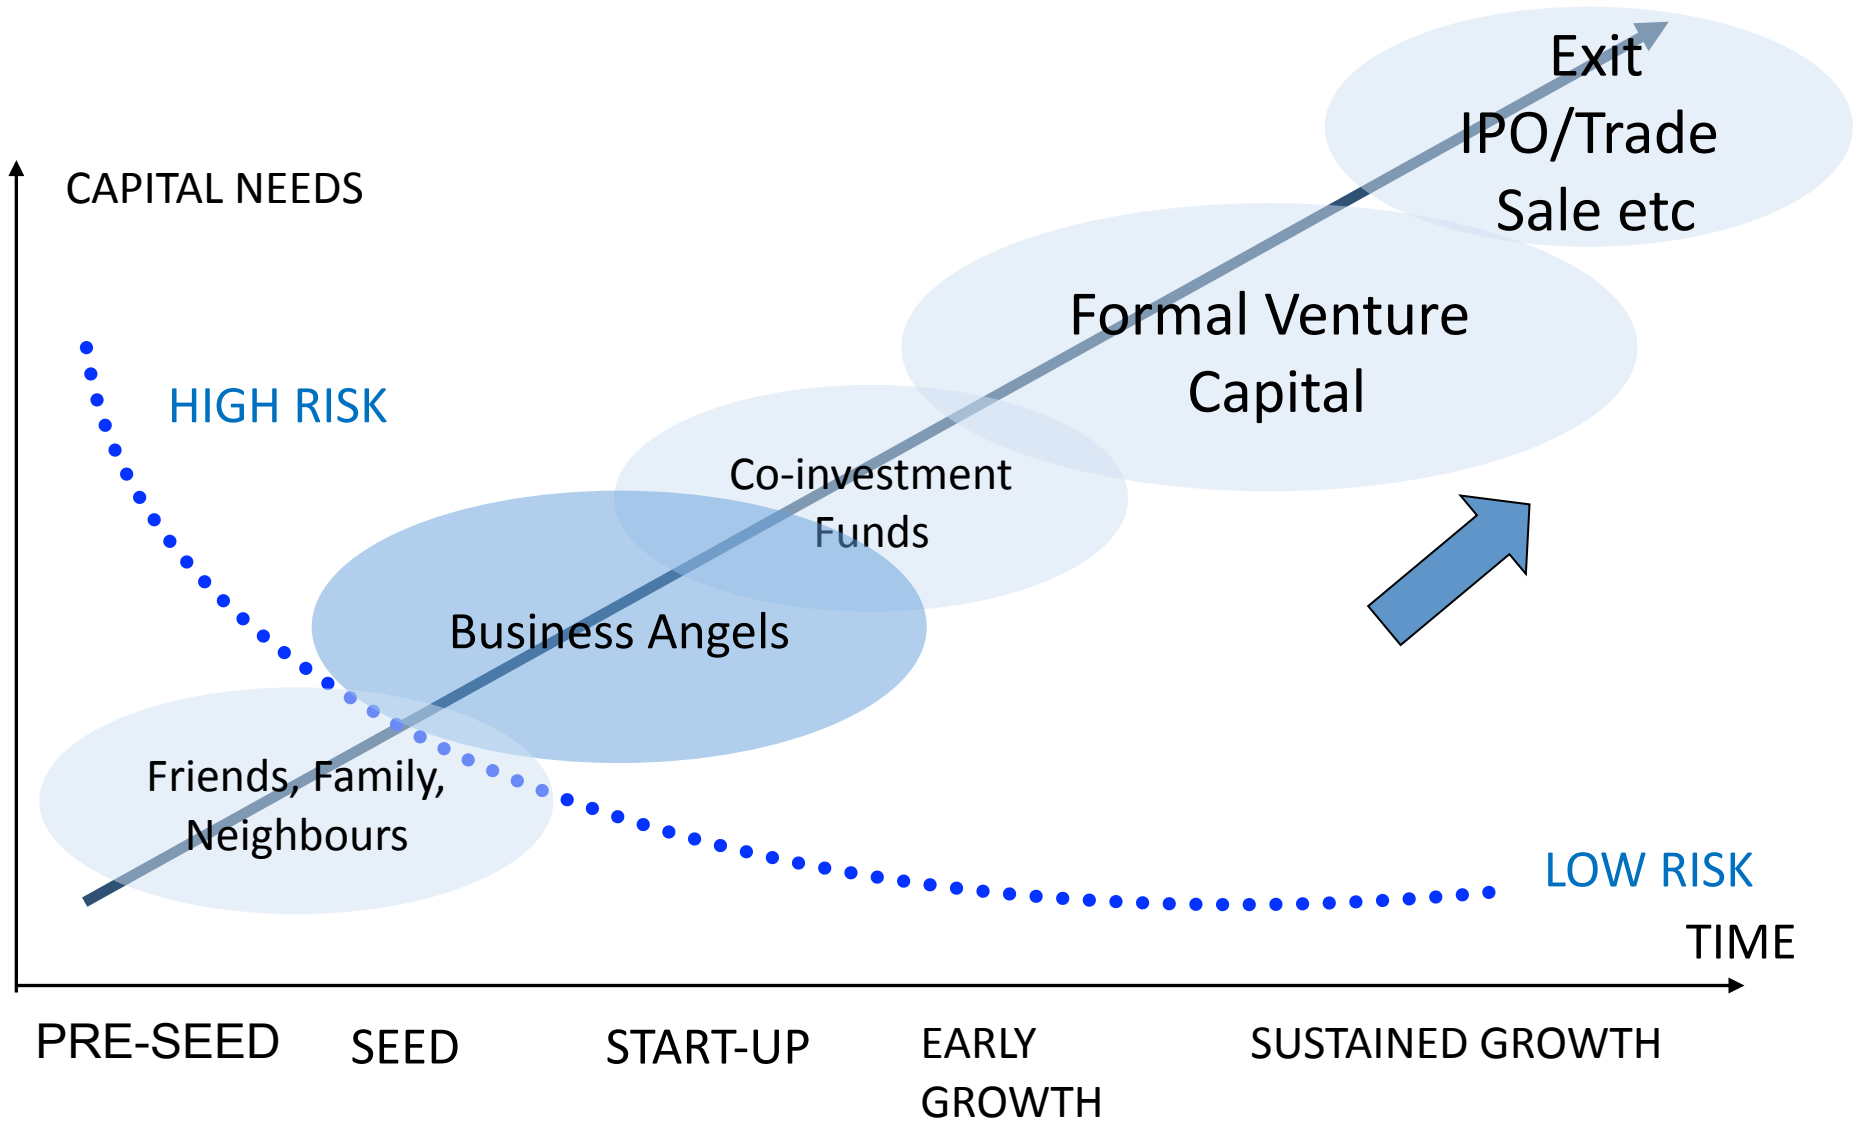 Exit
IPO/Trade
Sale etc
CAPITAL NEEDS
Formal Venture
Capital
HIGH RISK
Co-investment
Funds
Business Angels
Friends, Family,
Neighbours
LOW RISK
TIME
PRE-SEED
SEED
START-UP
EARLY
GROWTH
SUSTAINED GROWTH